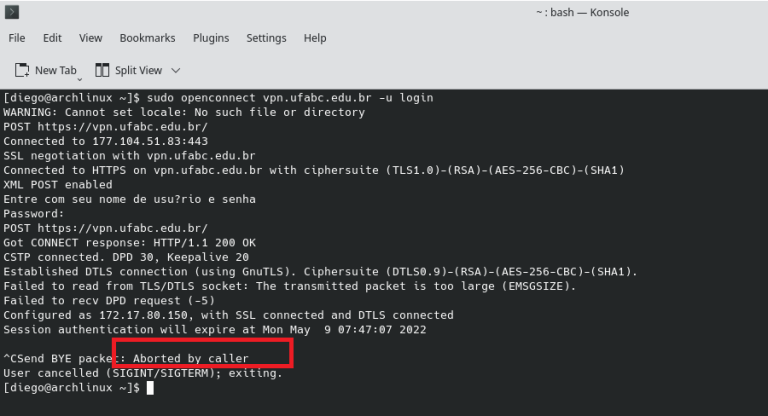 ~ : bash — Konsole
File Edit View Bookmarks Plugins Settings Help
New Tab Split View
[diego@archlinux ~]$ sudo openconnect vpn.ufabc.edu.br -u login
WARNING: Cannot set locale: No such file or directory
POST https://vpn.ufabc.edu.br/
Connected to 177.104.51.83:443
SSL negotiation with vpn.ufabc.edu.br
Connected to HTTPS on vpn.ufabc.edu.br with ciphersuite (TLS1.0)-(RSA)-(AES-256-CBC)-(SHA1)
XML POST enabled
Entre com seu nome de usu?rio e senha
Password:
POST https://vpn.ufabc.edu.br/
Got CONNECT response: HTTP/1.1 200 OK
CSTP connected. DPD 30, Keepalive 20
Established DTLS connection (using GnuTLS). Ciphersuite (DTLS0.9)-(RSA)-(AES-256-CBC)-(SHA1).
Failed to read from TLS/DTLS socket: The transmitted packet is too large (EMSGSIZE).
Failed to recv DPD request (-5)
Configured as 172.17.80.150, with SSL connected and DTLS connected
Session authentication will expire at Mon May  9 07:47:07 2022
^CSend BYE packet: Aborted by caller
User cancelled (SIGINT/SIGTERM); exiting.
[diego@archlinux ~]$